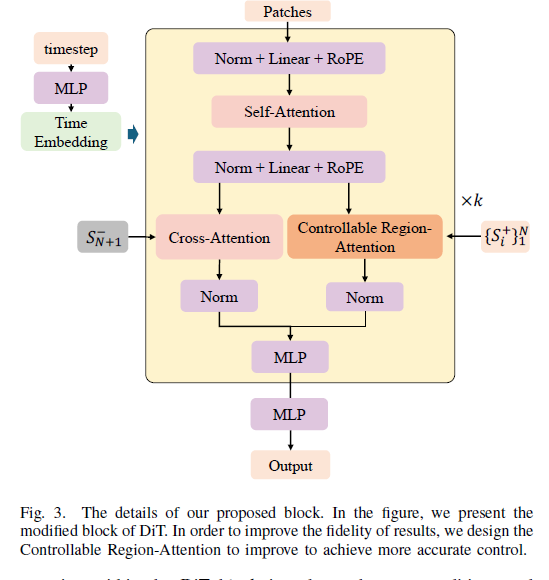 Patches
timestep
Norm + Linear + RoPE
MLP
Self-Attention
Time
Embedding
Norm + Linear + RoPE
×k
S⁻_{N+1}
Cross-Attention
Controllable Region-
Attention
{S_i^+}_1^N
Norm
Norm
MLP
MLP
Output
Fig. 3. The details of our proposed block. In the figure, we present the
modified block of DiT. In order to improve the fidelity of results, we design the
Controllable Region-Attention to improve to achieve more accurate control.